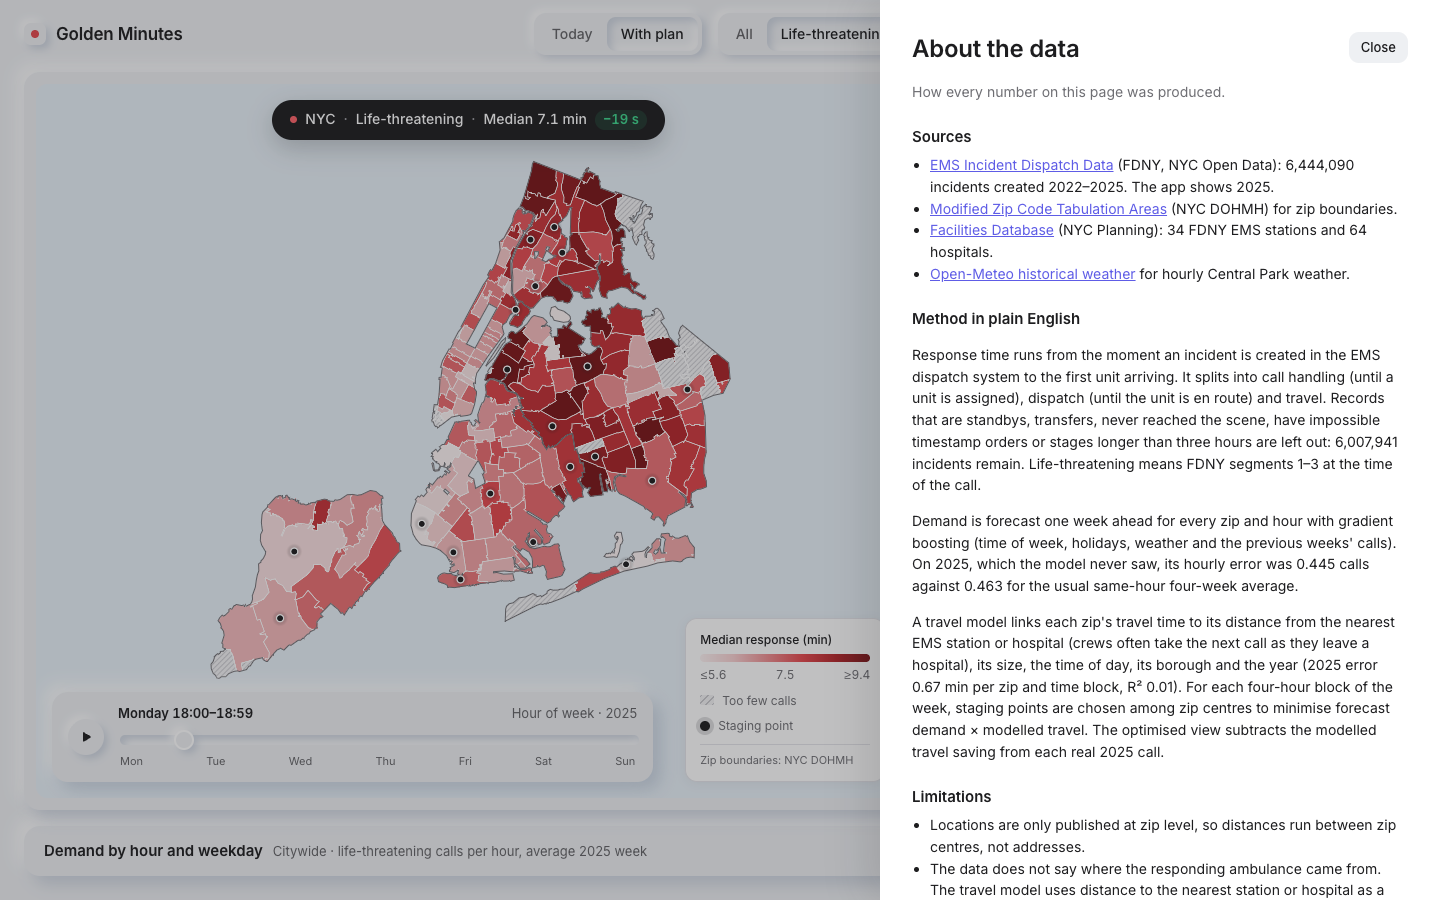 Golden Minutes
Today
With plan
All
Life-threatenin
NYC · Life-threatening · Median 7.1 min −19 s
Median response (min)
≤5.6 7.5 ≥9.4
Too few calls
Staging point
Zip boundaries: NYC DOHMH
Monday 18:00–18:59
Hour of week · 2025
Mon Tue Wed Thu Fri Sat Sun
Demand by hour and weekday
Citywide · life-threatening calls per hour, average 2025 week
About the data
Close
How every number on this page was produced.
Sources
• EMS Incident Dispatch Data (FDNY, NYC Open Data): 6,444,090
incidents created 2022–2025. The app shows 2025.
• Modified Zip Code Tabulation Areas (NYC DOHMH) for zip boundaries.
• Facilities Database (NYC Planning): 34 FDNY EMS stations and 64
hospitals.
• Open-Meteo historical weather for hourly Central Park weather.
Method in plain English
Response time runs from the moment an incident is created in the EMS
dispatch system to the first unit arriving. It splits into call handling (until a
unit is assigned), dispatch (until the unit is en route) and travel. Records
that are standbys, transfers, never reached the scene, have impossible
timestamp orders or stages longer than three hours are left out: 6,007,941
incidents remain. Life-threatening means FDNY segments 1–3 at the time
of the call.
Demand is forecast one week ahead for every zip and hour with gradient
boosting (time of week, holidays, weather and the previous weeks' calls).
On 2025, which the model never saw, its hourly error was 0.445 calls
against 0.463 for the usual same-hour four-week average.
A travel model links each zip's travel time to its distance from the nearest
EMS station or hospital (crews often take the next call as they leave a
hospital), its size, the time of day, its borough and the year (2025 error
0.67 min per zip and time block, R² 0.01). For each four-hour block of the
week, staging points are chosen among zip centres to minimise forecast
demand × modelled travel. The optimised view subtracts the modelled
travel saving from each real 2025 call.
Limitations
• Locations are only published at zip level, so distances run between zip
centres, not addresses.
• The data does not say where the responding ambulance came from.
The travel model uses distance to the nearest station or hospital as a